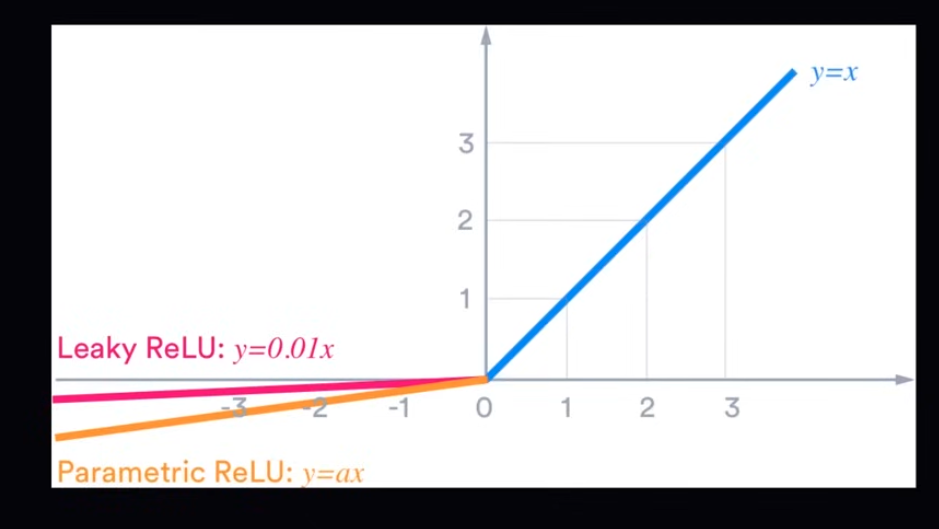 y=x
3
2
1
Leaky ReLU: y=0.01x
-3 -2 -1 0 1 2 3
Parametric ReLU: y=ax